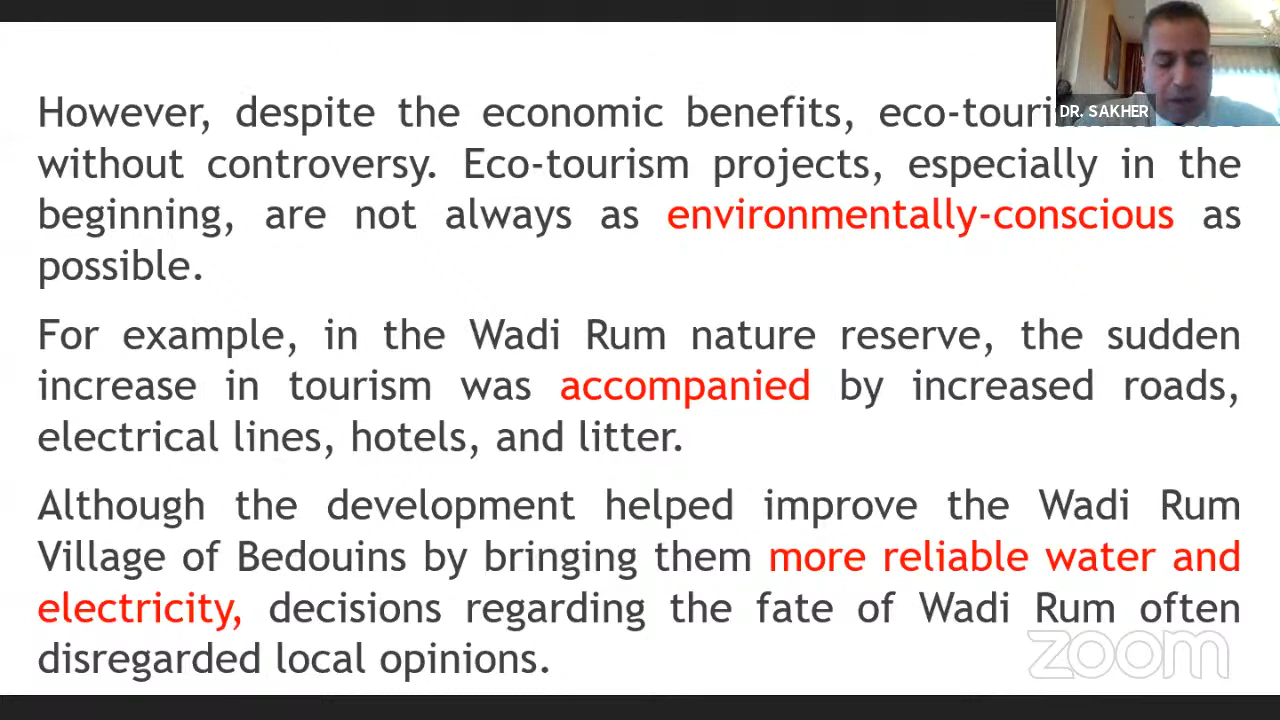 However, despite the economic benefits, eco-touri
DR. SAKHER
without controversy. Eco-tourism projects, especially in the
beginning, are not always as environmentally-conscious as
possible.
For example, in the Wadi Rum nature reserve, the sudden
increase in tourism was accompanied by increased roads,
electrical lines, hotels, and litter.
Although the development helped improve the Wadi Rum
Village of Bedouins by bringing them more reliable water and
electricity, decisions regarding the fate of Wadi Rum often
disregarded local opinions.
zoom